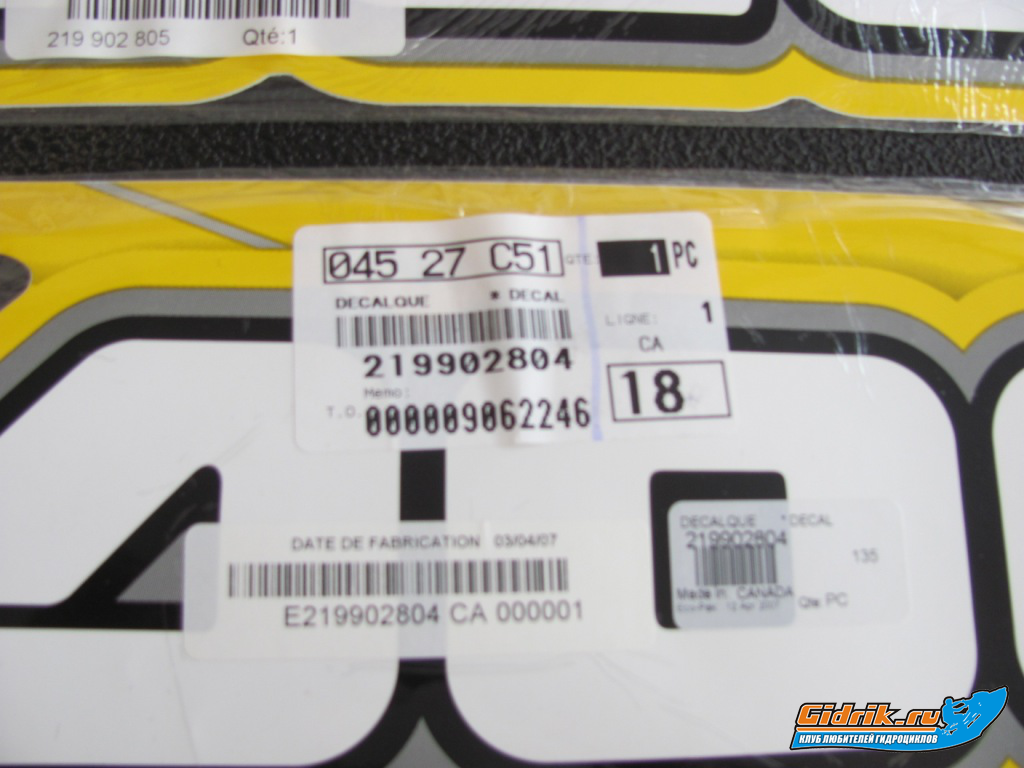 219 902 805 Qté:1
045 27 C51 QTE: 1 PC
DECALQUE * DECAL
LIGNE: 1
CA
219902804
18
Memo:
T.O. 000009062246
DATE DE FABRICATION 03/04/07
E219902804 CA 000001
DECALQUE * DECAL
219902804
135
Made in: CANADA
Qte: PC
Gidrik.ru
КЛУБ ЛЮБИТЕЛЕЙ ГИДРОЦИКЛОВ